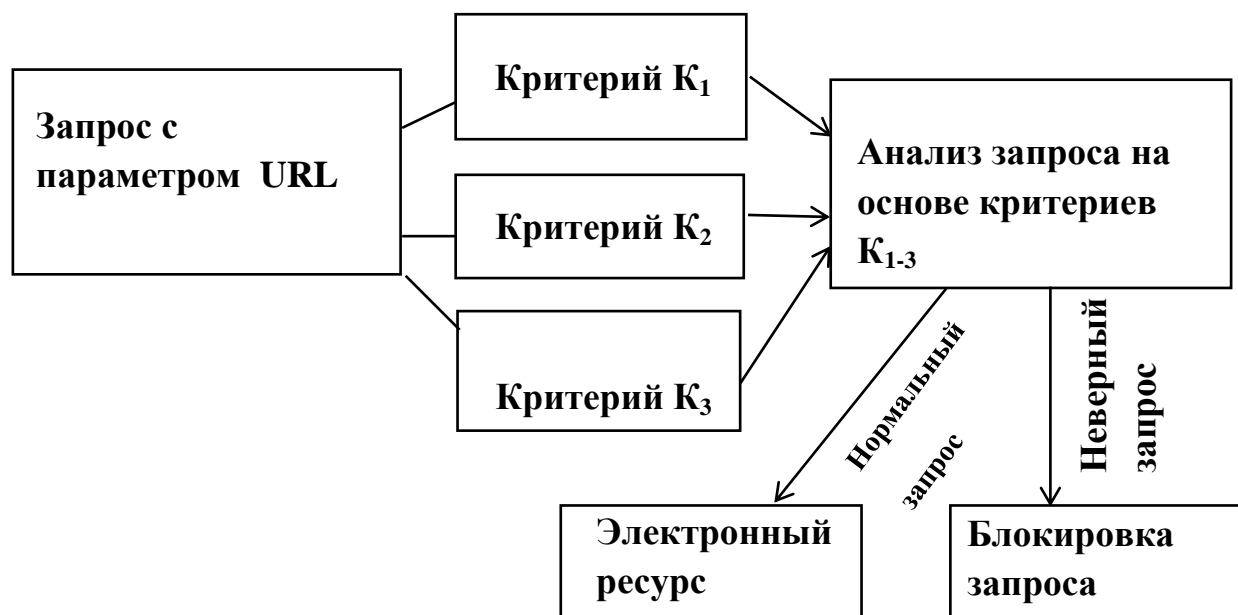 Запрос с
параметром URL
Критерий К₁
Критерий К₂
Критерий К₃
Анализ запроса на
основе критериев
К₁₋₃
Нормальный
запрос
Неверный
запрос
Электронный
ресурс
Блокировка
запроса